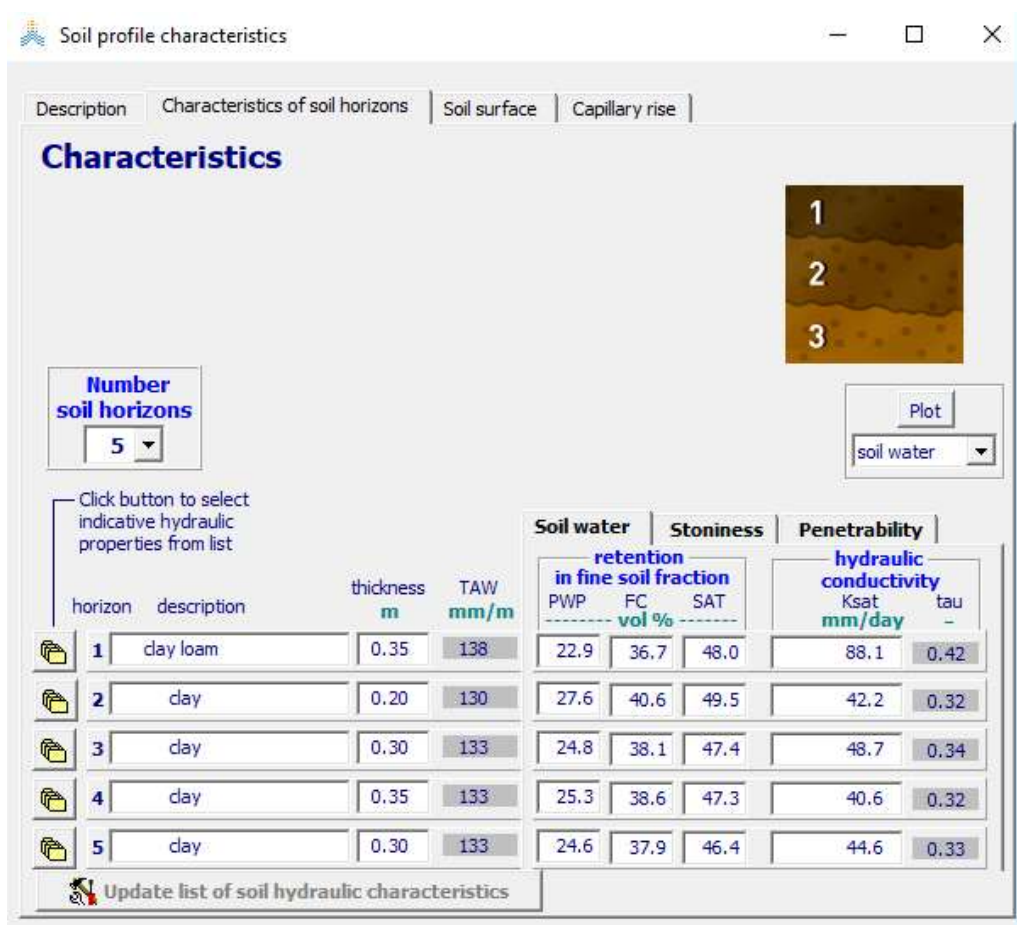 Soil profile characteristics
Description Characteristics of soil horizons Soil surface Capillary rise
Characteristics
1
2
3
Number
soil horizons
5
Plot
soil water
Click button to select
indicative hydraulic
properties from list
Soil water Stoniness Penetrability
retention
in fine soil fraction
hydraulic
conductivity
horizon description thickness TAW PWP FC SAT Ksat tau
m mm/m -------- vol % ------- mm/day -
1 clay loam 0.35 138 22.9 36.7 48.0 88.1 0.42
2 clay 0.20 130 27.6 40.6 49.5 42.2 0.32
3 clay 0.30 133 24.8 38.1 47.4 48.7 0.34
4 clay 0.35 133 25.3 38.6 47.3 40.6 0.32
5 clay 0.30 133 24.6 37.9 46.4 44.6 0.33
Update list of soil hydraulic characteristics